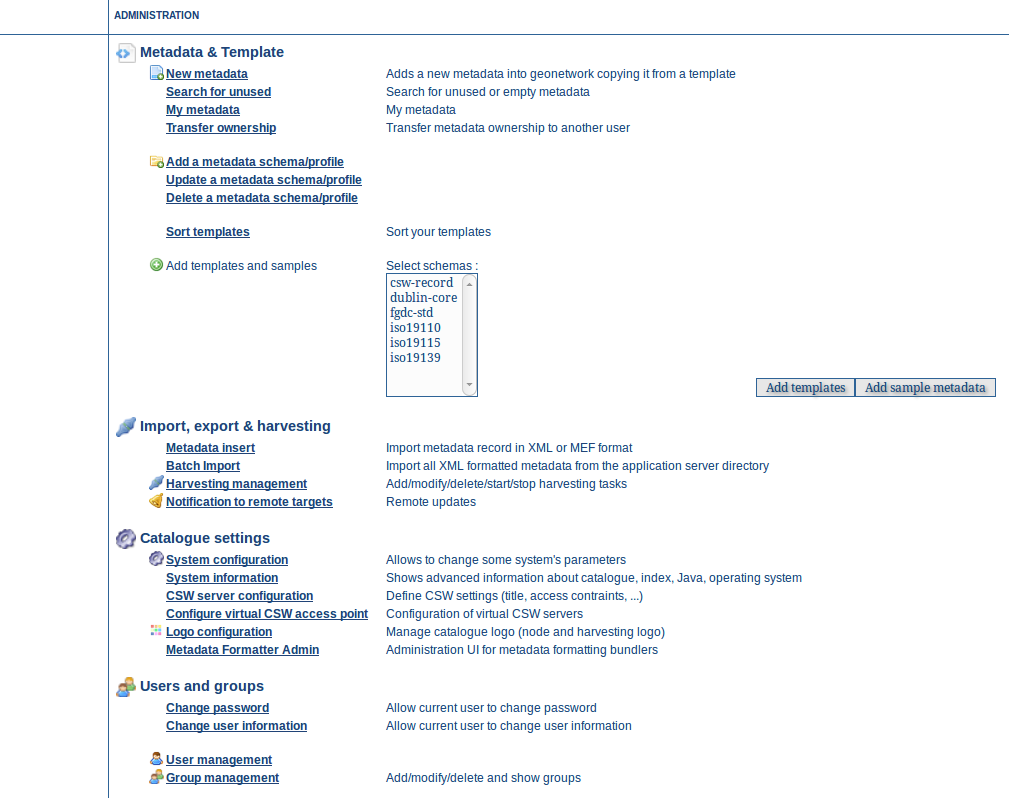 ADMINISTRATION
Metadata & Template
New metadata Adds a new metadata into geonetwork copying it from a template
Search for unused Search for unused or empty metadata
My metadata My metadata
Transfer ownership Transfer metadata ownership to another user
Add a metadata schema/profile
Update a metadata schema/profile
Delete a metadata schema/profile
Sort templates Sort your templates
Add templates and samples Select schemas :
csw-record
dublin-core
fgdc-std
iso19110
iso19115
iso19139
Add templates Add sample metadata
Import, export & harvesting
Metadata insert Import metadata record in XML or MEF format
Batch Import Import all XML formatted metadata from the application server directory
Harvesting management Add/modify/delete/start/stop harvesting tasks
Notification to remote targets Remote updates
Catalogue settings
System configuration Allows to change some system's parameters
System information Shows advanced information about catalogue, index, Java, operating system
CSW server configuration Define CSW settings (title, access contraints, ...)
Configure virtual CSW access point Configuration of virtual CSW servers
Logo configuration Manage catalogue logo (node and harvesting logo)
Metadata Formatter Admin Administration UI for metadata formatting bundlers
Users and groups
Change password Allow current user to change password
Change user information Allow current user to change user information
User management
Group management Add/modify/delete and show groups